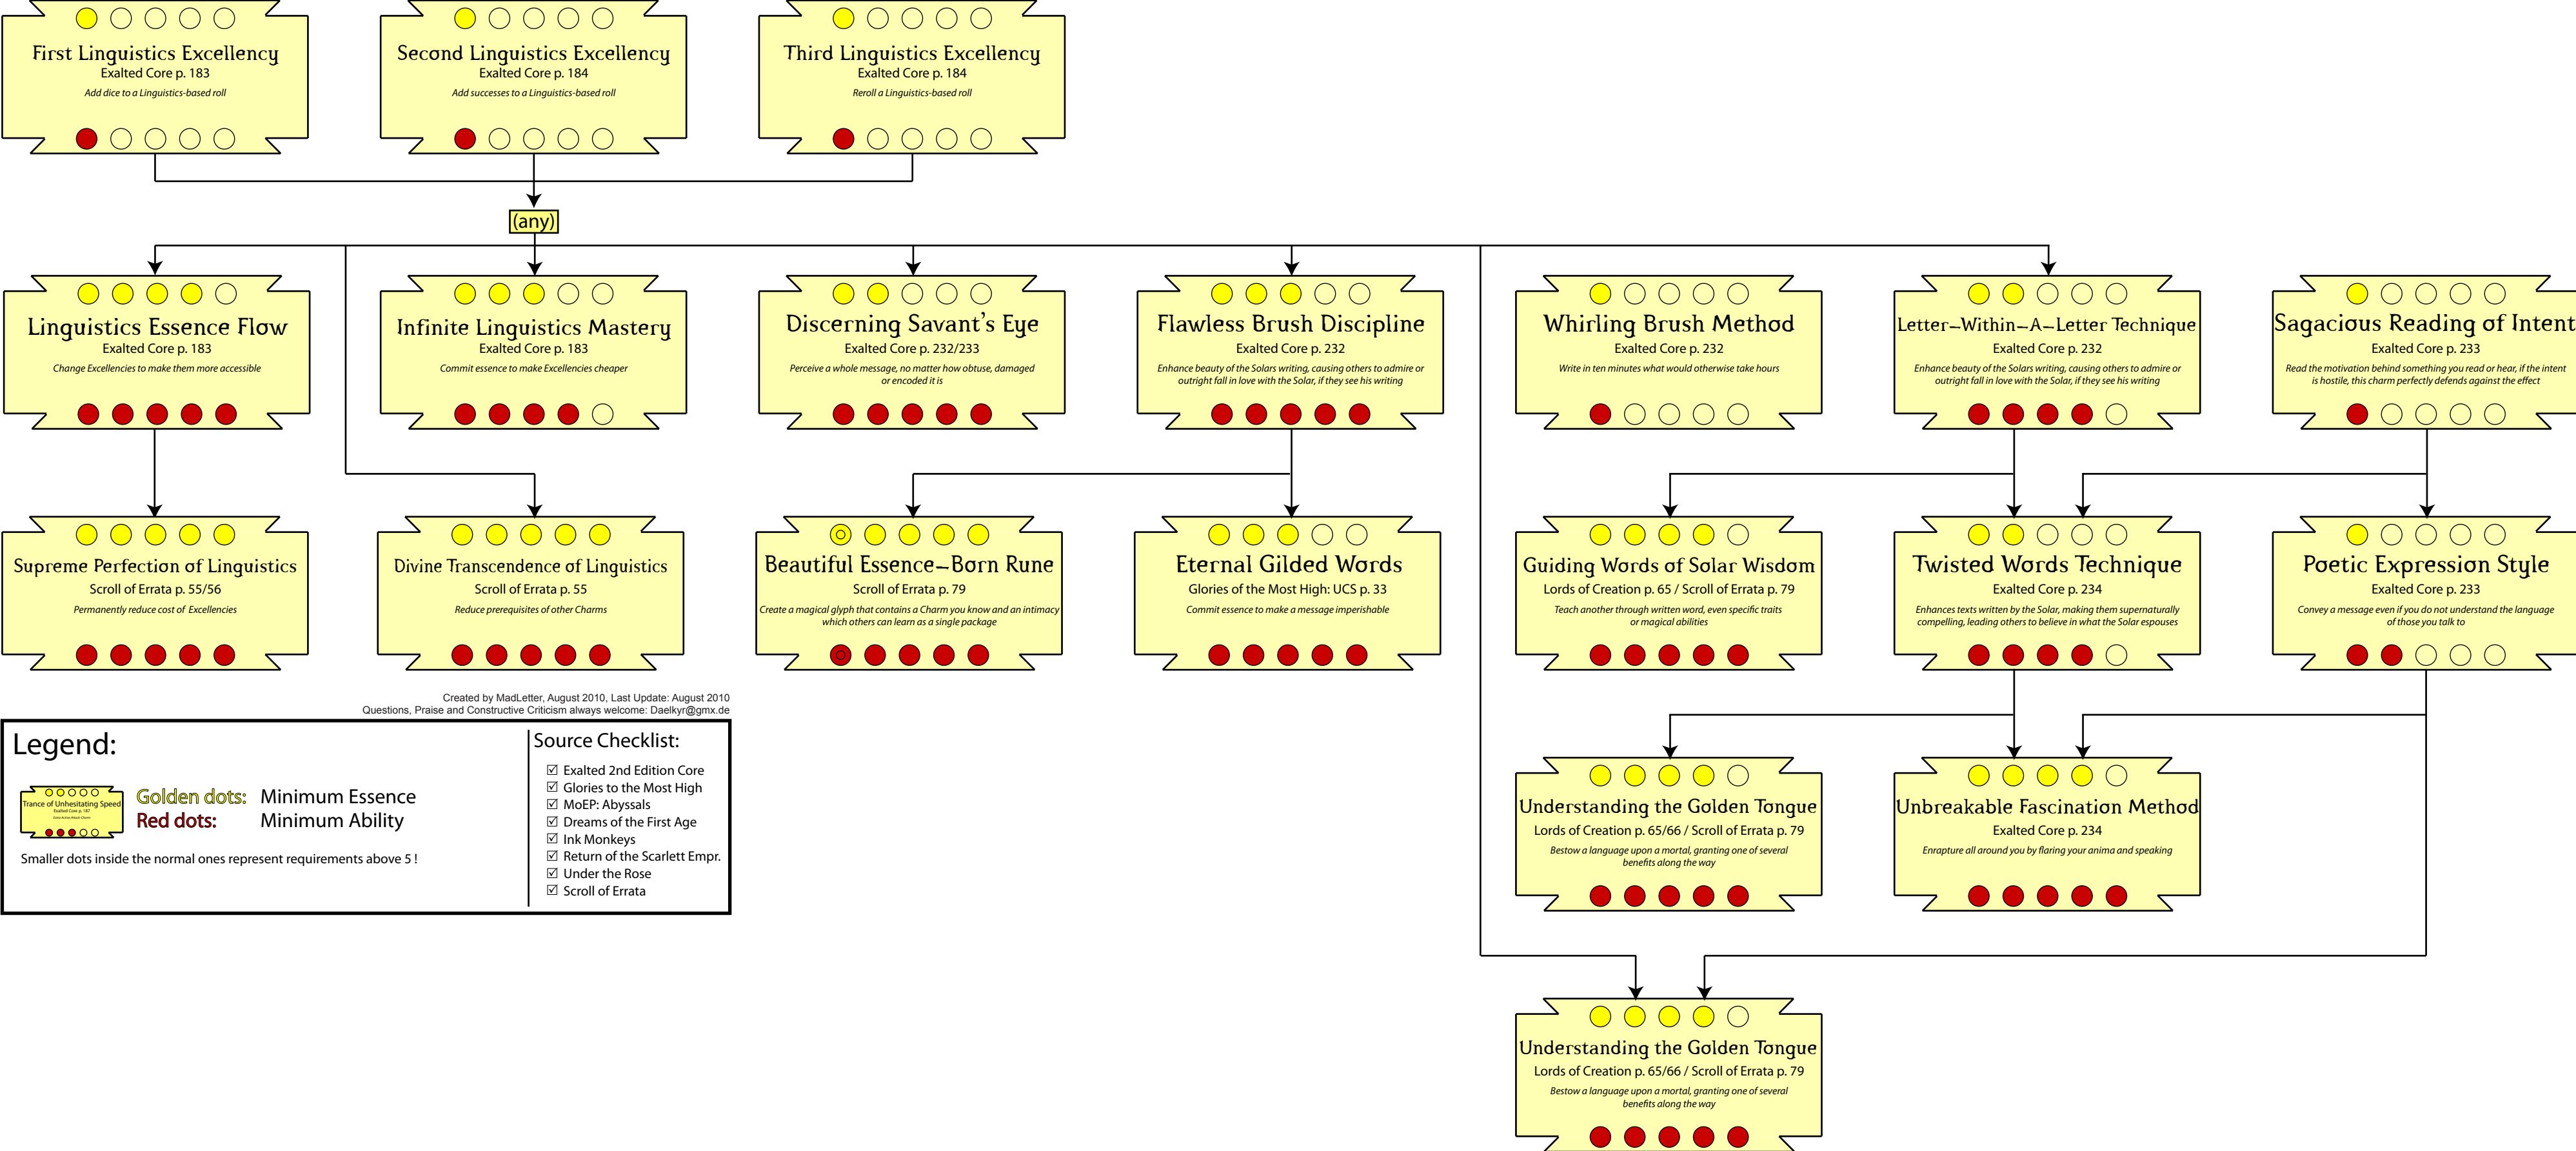 First Linguistics Excellency
Exalted Core p. 183
Add dice to a Linguistics-based roll
Second Linguistics Excellency
Exalted Core p. 184
Add successes to a Linguistics-based roll
Third Linguistics Excellency
Exalted Core p. 184
Reroll a Linguistics-based roll
(any)
Linguistics Essence Flow
Exalted Core p. 183
Change Excellencies to make them more accessible
Infinite Linguistics Mastery
Exalted Core p. 183
Commit essence to make Excellencies cheaper
Discerning Savant's Eye
Exalted Core p. 232/233
Perceive a whole message, no matter how obtuse, damaged
or encoded it is
Flawless Brush Discipline
Exalted Core p. 232
Enhance beauty of the Solars writing, causing others to admire or
outright fall in love with the Solar, if they see his writing
Whirling Brush Method
Exalted Core p. 232
Write in ten minutes what would otherwise take hours
Letter-Within-A-Letter Technique
Exalted Core p. 232
Enhance beauty of the Solars writing, causing others to admire or
outright fall in love with the Solar, if they see his writing
Sagacious Reading of Intent
Exalted Core p. 233
Read the motivation behind something you read or hear, if the intent
is hostile, this charm perfectly defends against the effect
Supreme Perfection of Linguistics
Scroll of Errata p. 55/56
Permanently reduce cost of Excellencies
Divine Transcendence of Linguistics
Scroll of Errata p. 55
Reduce prerequisites of other Charms
Beautiful Essence-Born Rune
Scroll of Errata p. 79
Create a magical glyph that contains a Charm you know and an intimacy
which others can learn as a single package
Eternal Gilded Words
Glories of the Most High: UCS p. 33
Commit essence to make a message imperishable
Guiding Words of Solar Wisdom
Lords of Creation p. 65 / Scroll of Errata p. 79
Teach another through written word, even specific traits
or magical abilities
Twisted Words Technique
Exalted Core p. 234
Enhances texts written by the Solar, making them supernaturally
compelling, leading others to believe in what the Solar espouses
Poetic Expression Style
Exalted Core p. 233
Convey a message even if you do not understand the language
of those you talk to
Created by MadLetter, August 2010, Last Update: August 2010
Questions, Praise and Constructive Criticism always welcome: Daelkyr@gmx.de
Legend:
Trance of Unhesitating Speed
Exalted Core p. 187
Golden dots: Minimum Essence
Red dots: Minimum Ability
Smaller dots inside the normal ones represent requirements above 5 !
Source Checklist:
☑ Exalted 2nd Edition Core
☑ Glories to the Most High
☑ MoEP: Abyssals
☑ Dreams of the First Age
☑ Ink Monkeys
☑ Return of the Scarlett Empr.
☑ Under the Rose
☑ Scroll of Errata
Understanding the Golden Tongue
Lords of Creation p. 65/66 / Scroll of Errata p. 79
Bestow a language upon a mortal, granting one of several
benefits along the way
Unbreakable Fascination Method
Exalted Core p. 234
Enrapture all around you by flaring your anima and speaking
Understanding the Golden Tongue
Lords of Creation p. 65/66 / Scroll of Errata p. 79
Bestow a language upon a mortal, granting one of several
benefits along the way